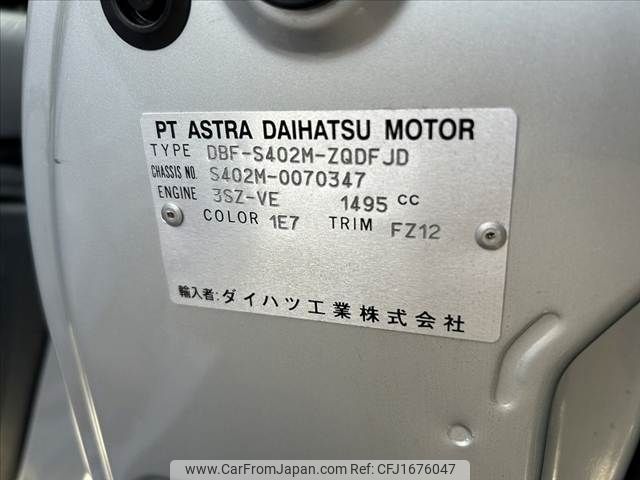 PT ASTRA DAIHATSU MOTOR
TYPE DBF-S402M-ZQDFJD
CHASSIS NO. S402M-0070347
ENGINE 3SZ-VE 1495 CC
COLOR 1E7 TRIM FZ12
輸入者:ダイハツ工業株式会社
www.CarFromJapan.com | CFJ1676047